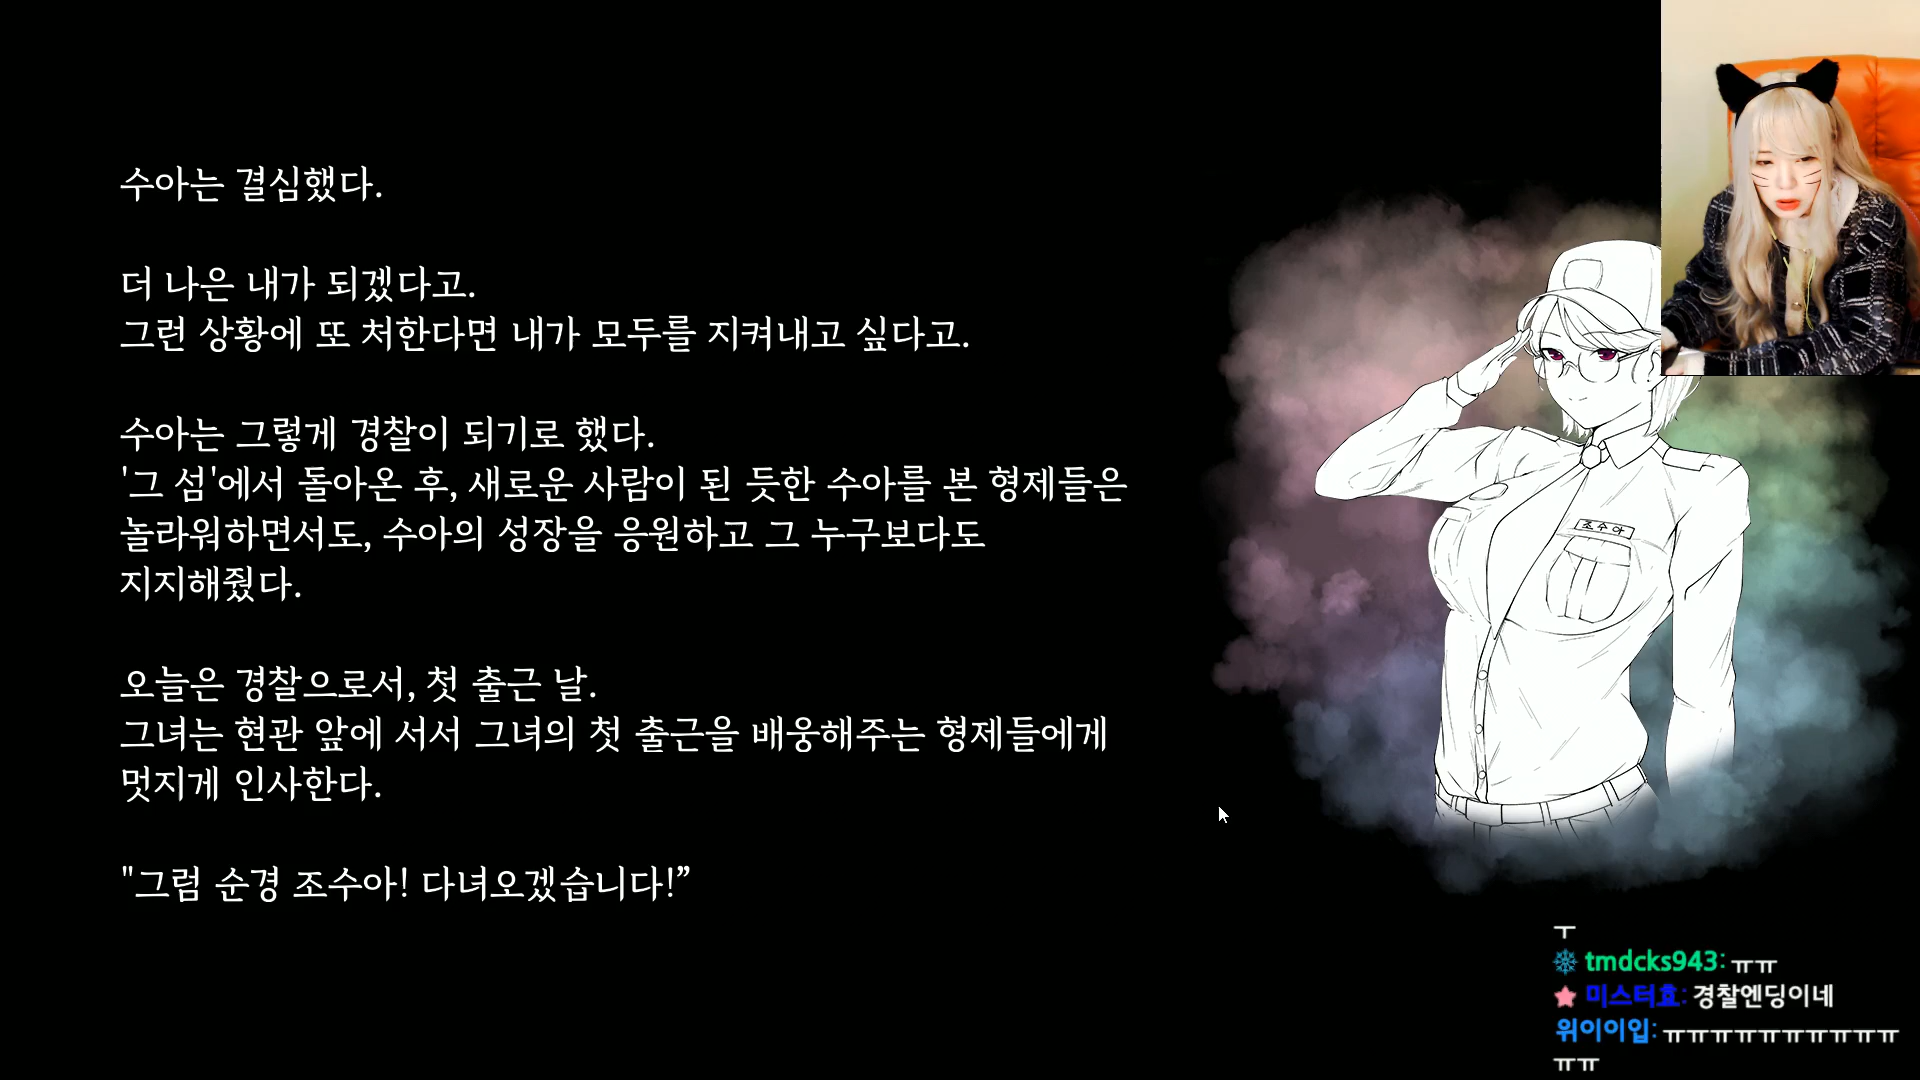 수아는 결심했다.
더 나은 내가 되겠다고.
그런 상황에 또 처한다면 내가 모두를 지켜내고 싶다고.
수아는 그렇게 경찰이 되기로 했다.
'그 섬'에서 돌아온 후, 새로운 사람이 된 듯한 수아를 본 형제들은
놀라워하면서도, 수아의 성장을 응원하고 그 누구보다도
지지해줬다.
오늘은 경찰으로서, 첫 출근 날.
그녀는 현관 앞에 서서 그녀의 첫 출근을 배웅해주는 형제들에게
멋지게 인사한다.
"그럼 순경 조수아! 다녀오겠습니다!”
조수아
ㅜ
tmdcks943: ㅠㅠ
미스터효: 경찰엔딩이네
위이이입: ㅠㅠㅠㅠㅠㅠㅠㅠㅠㅠ
ㅠㅠ